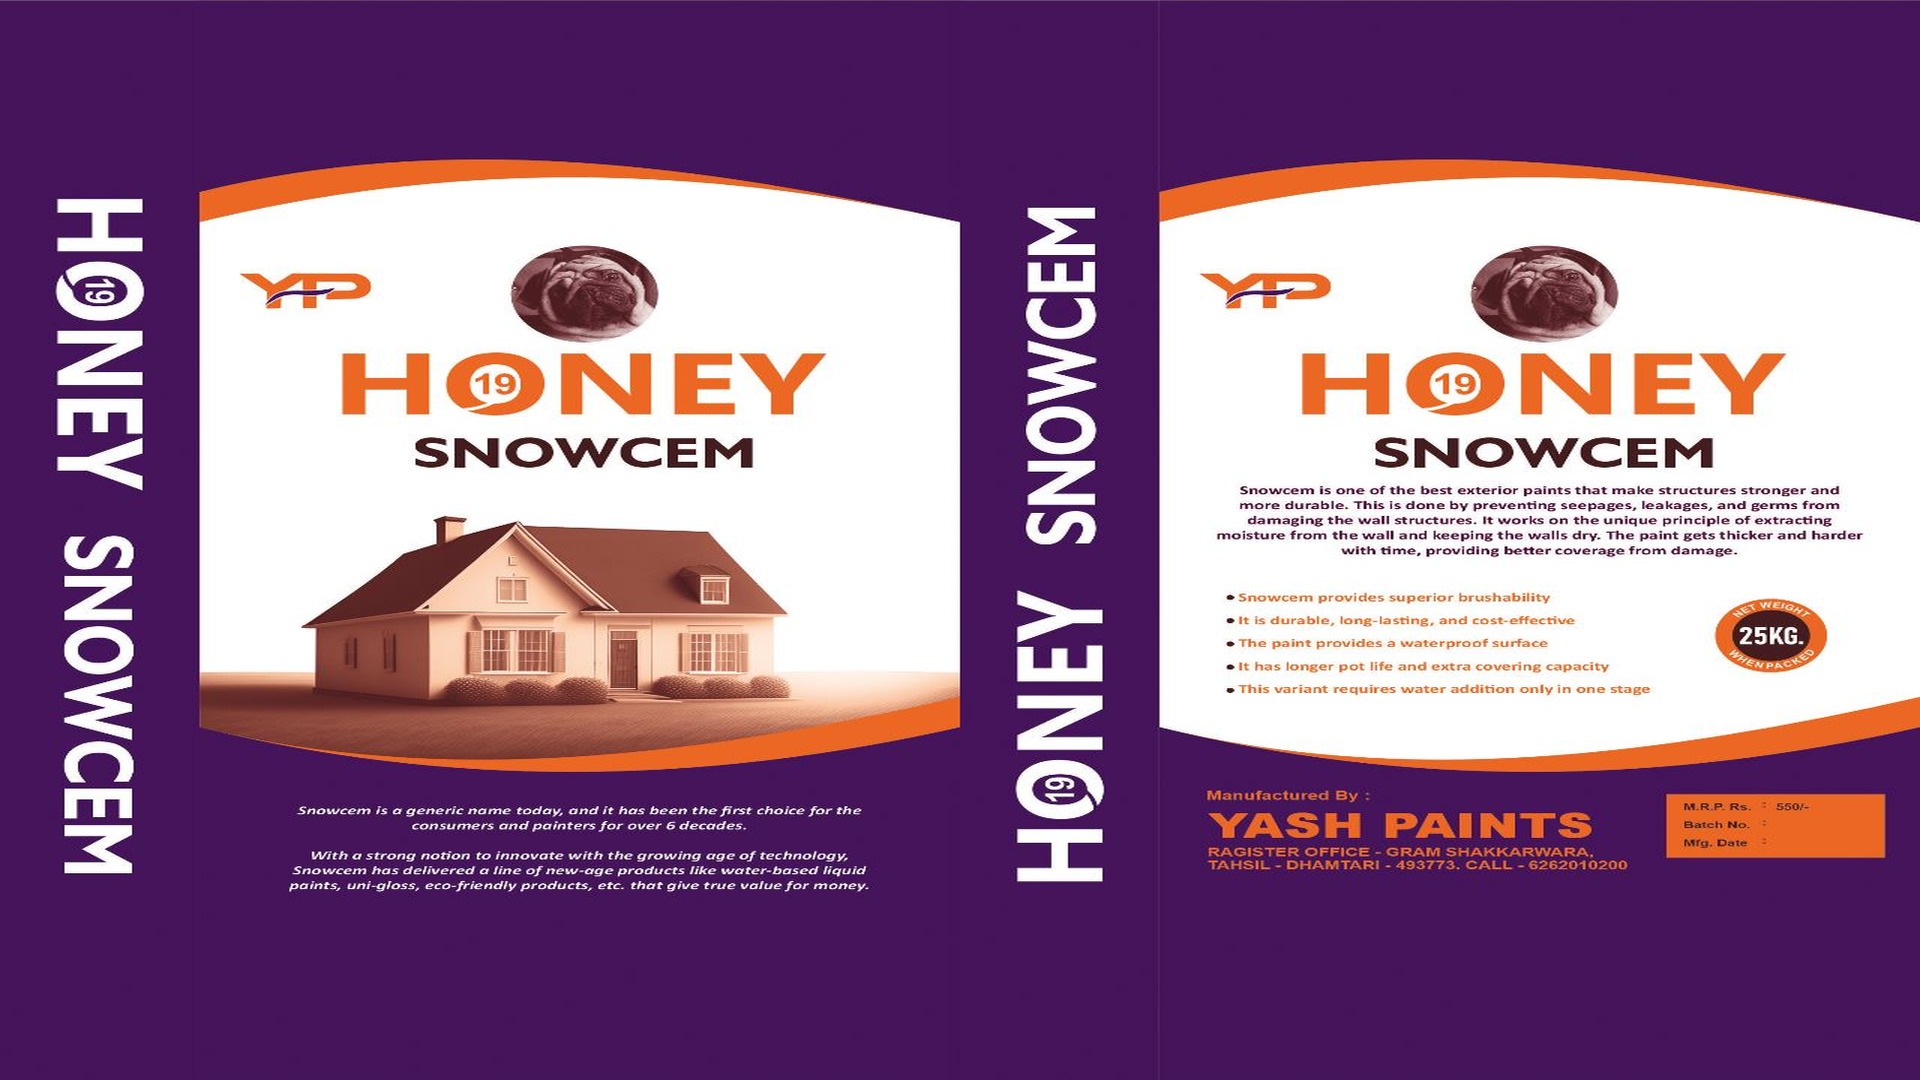 HONEY SNOWCEM
19
YP
HONEY
19
SNOWCEM
Snowcem is a generic name today, and it has been the first choice for the
consumers and painters for over 6 decades.
With a strong notion to innovate with the growing age of technology,
Snowcem has delivered a line of new-age products like water-based liquid
paints, uni-gloss, eco-friendly products, etc. that give true value for money.
HONEY SNOWCEM
19
YP
HONEY
19
SNOWCEM
Snowcem is one of the best exterior paints that make structures stronger and
more durable. This is done by preventing seepages, leakages, and germs from
damaging the wall structures. It works on the unique principle of extracting
moisture from the wall and keeping the walls dry. The paint gets thicker and harder
with time, providing better coverage from damage.
• Snowcem provides superior brushability
• It is durable, long-lasting, and cost-effective
• The paint provides a waterproof surface
• It has longer pot life and extra covering capacity
• This variant requires water addition only in one stage
NET WEIGHT
25KG.
WHEN PACKED
Manufactured By :
YASH PAINTS
RAGISTER OFFICE - GRAM SHAKKARWARA,
TAHSIL - DHAMTARI - 493773. CALL - 6262010200
M.R.P. Rs. : 550/-
Batch No. :
Mfg. Date :